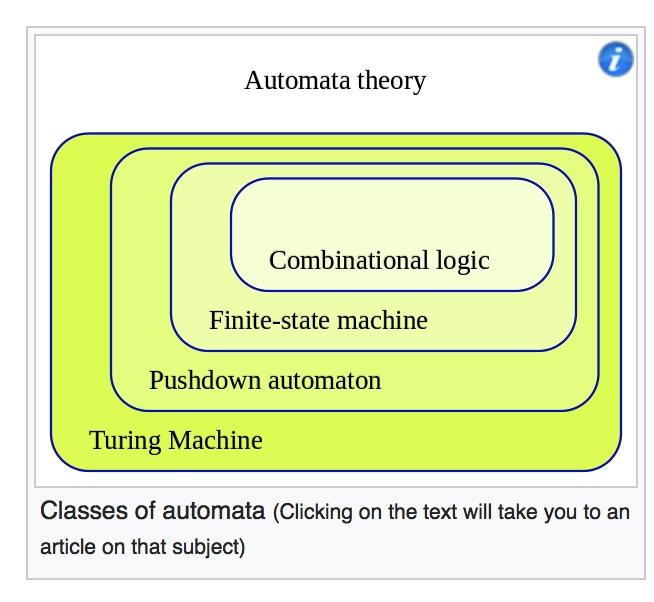 Automata theory
Combinational logic
Finite-state machine
Pushdown automaton
Turing Machine
Classes of automata (Clicking on the text will take you to an
article on that subject)